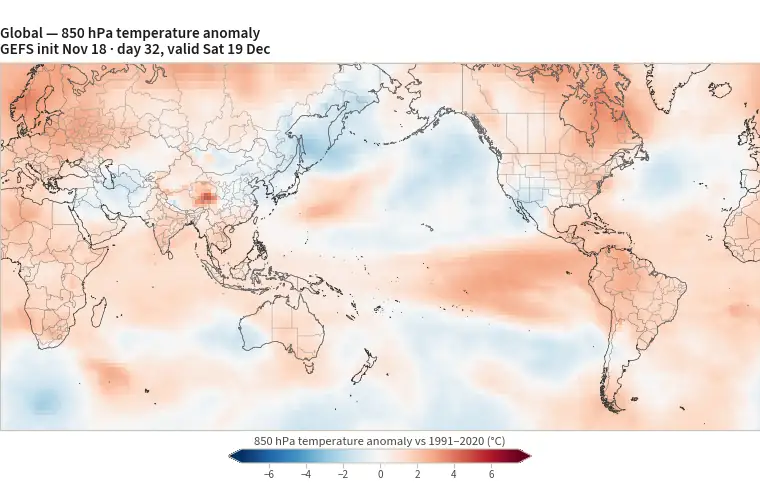 Global — 850 hPa temperature anomaly
GEFS init Nov 18 · day 32, valid Sat 19 Dec
850 hPa temperature anomaly vs 1991–2020 (°C)
−6 −4 −2 0 2 4 6